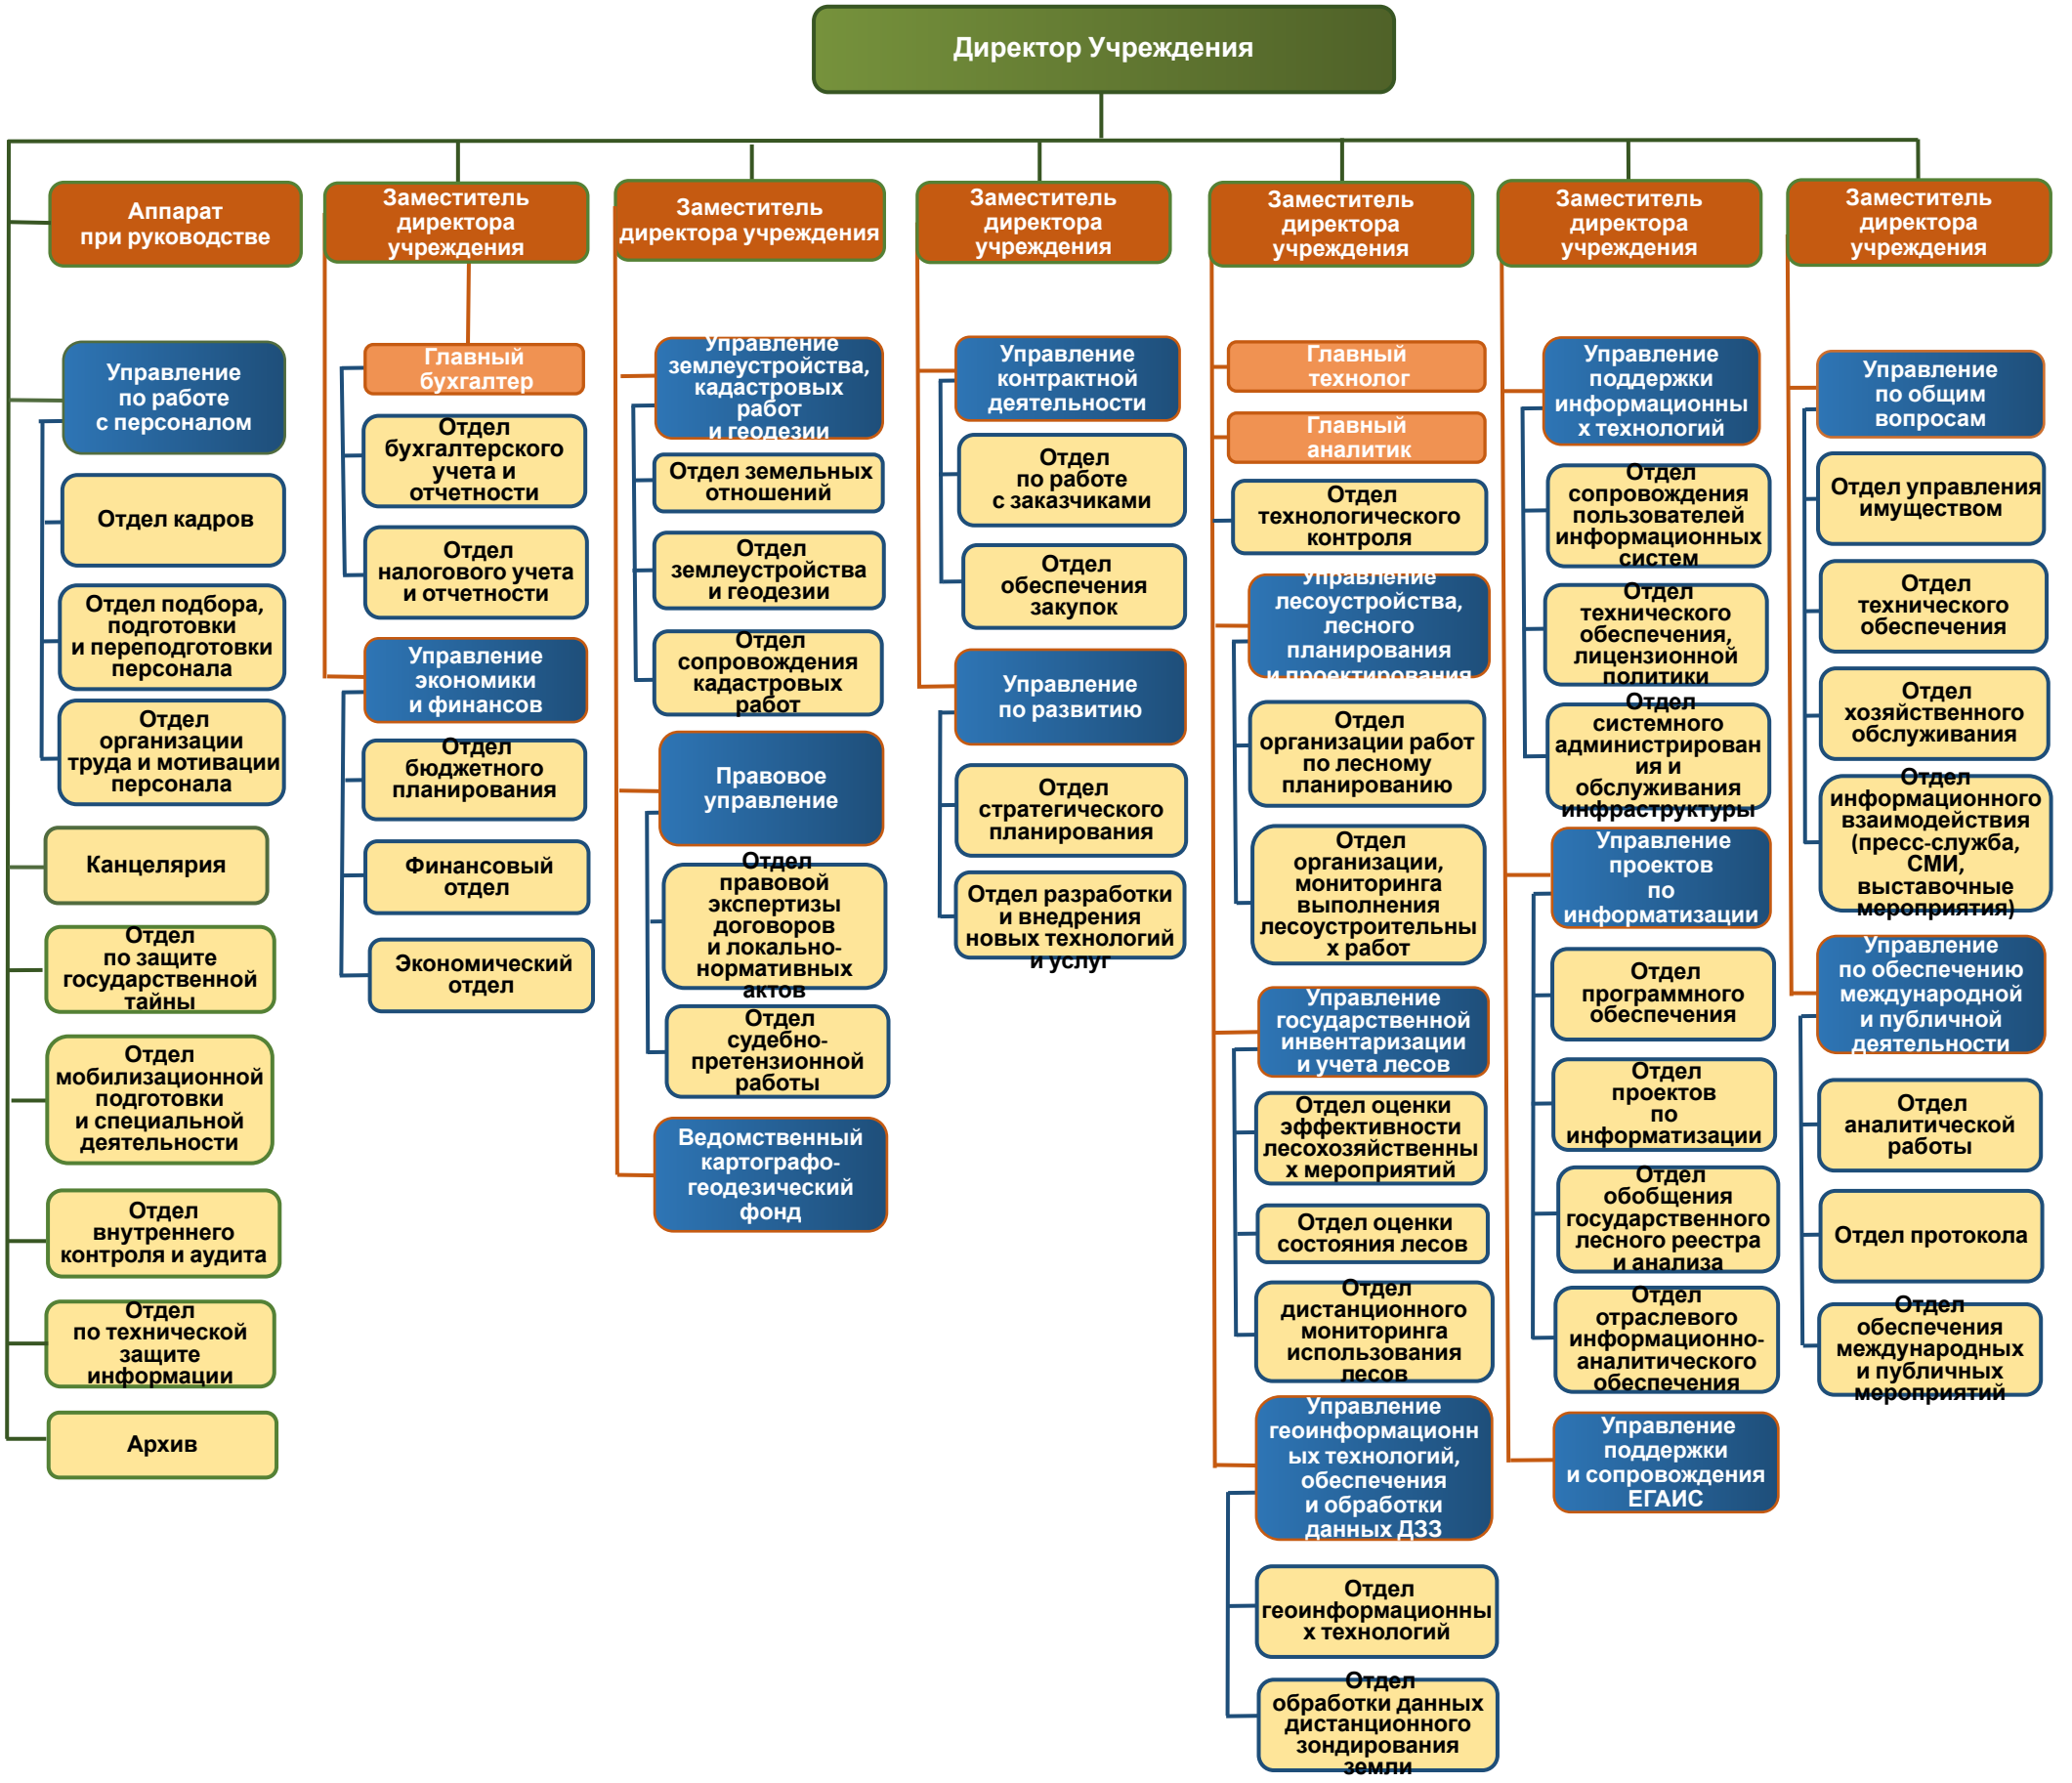 Директор Учреждения
Аппарат
при руководстве
Управление
по работе
с персоналом
Отдел кадров
Отдел подбора,
подготовки
и переподготовки
персонала
Отдел
организации
труда и мотивации
персонала
Канцелярия
Отдел
по защите
государственной
тайны
Отдел
мобилизационной
подготовки
и специальной
деятельности
Отдел
внутреннего
контроля и аудита
Отдел
по технической
защите
информации
Архив
Заместитель
директора
учреждения
Главный
бухгалтер
Отдел
бухгалтерского
учета и
отчетности
Отдел
налогового учета
и отчетности
Управление
экономики
и финансов
Отдел
бюджетного
планирования
Финансовый
отдел
Экономический
отдел
Заместитель
директора учреждения
Управление
землеустройства,
кадастровых
работ
и геодезии
Отдел земельных
отношений
Отдел
землеустройства
и геодезии
Отдел
сопровождения
кадастровых
работ
Правовое
управление
Отдел
правовой
экспертизы
договоров
и локально-
нормативных
актов
Отдел
судебно-
претензионной
работы
Ведомственный
картографо-
геодезический
фонд
Заместитель
директора
учреждения
Управление
контрактной
деятельности
Отдел
по работе
с заказчиками
Отдел
обеспечения
закупок
Управление
по развитию
Отдел
стратегического
планирования
Отдел разработки
и внедрения
новых технологий
и услуг
Заместитель
директора
учреждения
Главный
технолог
Главный
аналитик
Отдел
технологического
контроля
Управление
лесоустройства,
лесного
планирования
и проектирования
Отдел
организации работ
по лесному
планированию
Отдел
организации,
мониторинга
выполнения
лесоустроительны
х работ
Управление
государственной
инвентаризации
и учета лесов
Отдел оценки
эффективности
лесохозяйственны
х мероприятий
Отдел оценки
состояния лесов
Отдел
дистанционного
мониторинга
использования
лесов
Управление
геоинформационн
ых технологий,
обеспечения
и обработки
данных ДЗЗ
Отдел
геоинформационны
х технологий
Отдел
обработки данных
дистанционного
зондирования
земли
Заместитель
директора
учреждения
Управление
поддержки
информационны
х технологий
Отдел
сопровождения
пользователей
информационных
систем
Отдел
технического
обеспечения,
лицензионной
политики
Отдел
системного
администрирован
ия и
обслуживания
инфраструктуры
Управление
проектов
по
информатизации
Отдел
программного
обеспечения
Отдел
проектов
по
информатизации
Отдел
обобщения
государственного
лесного реестра
и анализа
Отдел
отраслевого
информационно-
аналитического
обеспечения
Управление
поддержки
и сопровождения
ЕГАИС
Заместитель
директора
учреждения
Управление
по общим
вопросам
Отдел управления
имуществом
Отдел
технического
обеспечения
Отдел
хозяйственного
обслуживания
Отдел
информационного
взаимодействия
(пресс-служба,
СМИ,
выставочные
мероприятия)
Управление
по обеспечению
международной
и публичной
деятельности
Отдел
аналитической
работы
Отдел протокола
Отдел
обеспечения
международных
и публичных
мероприятий